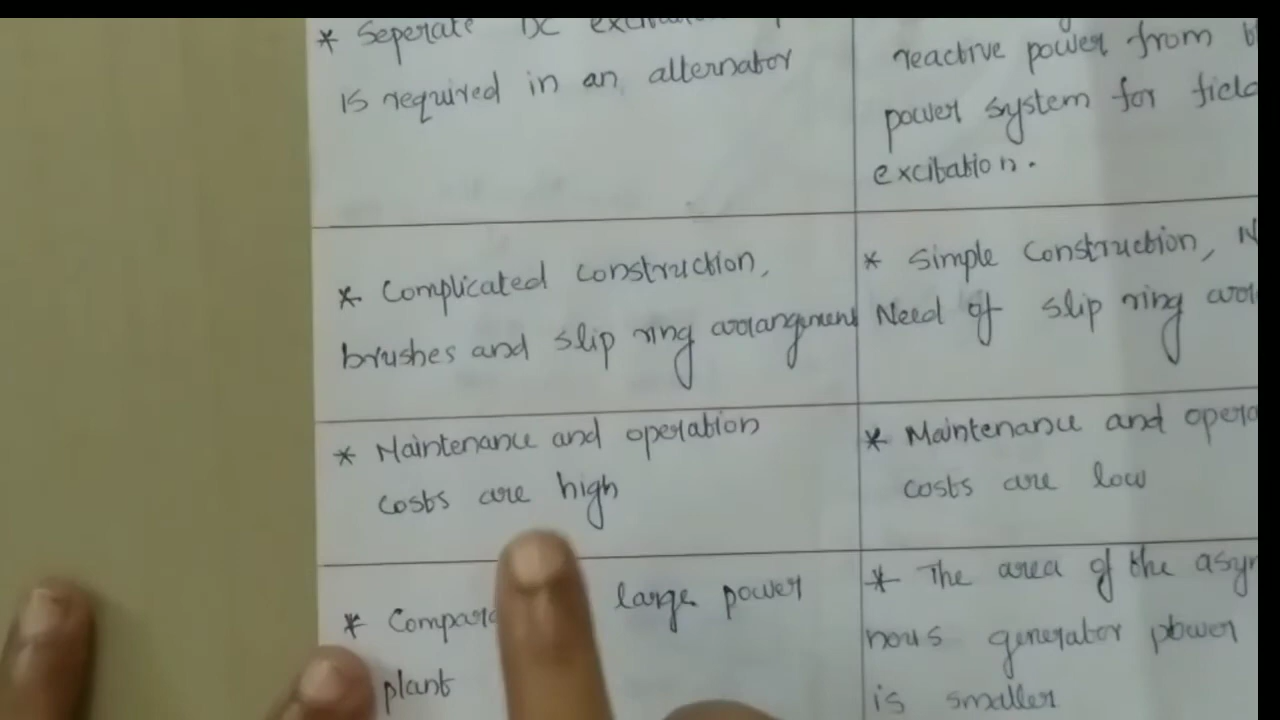 * Seperate DC
is required in an alternator
reactive power from
power system for
excitation.
* Complicated construction,
brushes and slip ring arrangement
* Simple Construction,
Need of slip ring
* Maintenance and operation
costs are high
* Maintenance and
costs are low
* large power
plant
* The area of the
nous generator power
is smaller